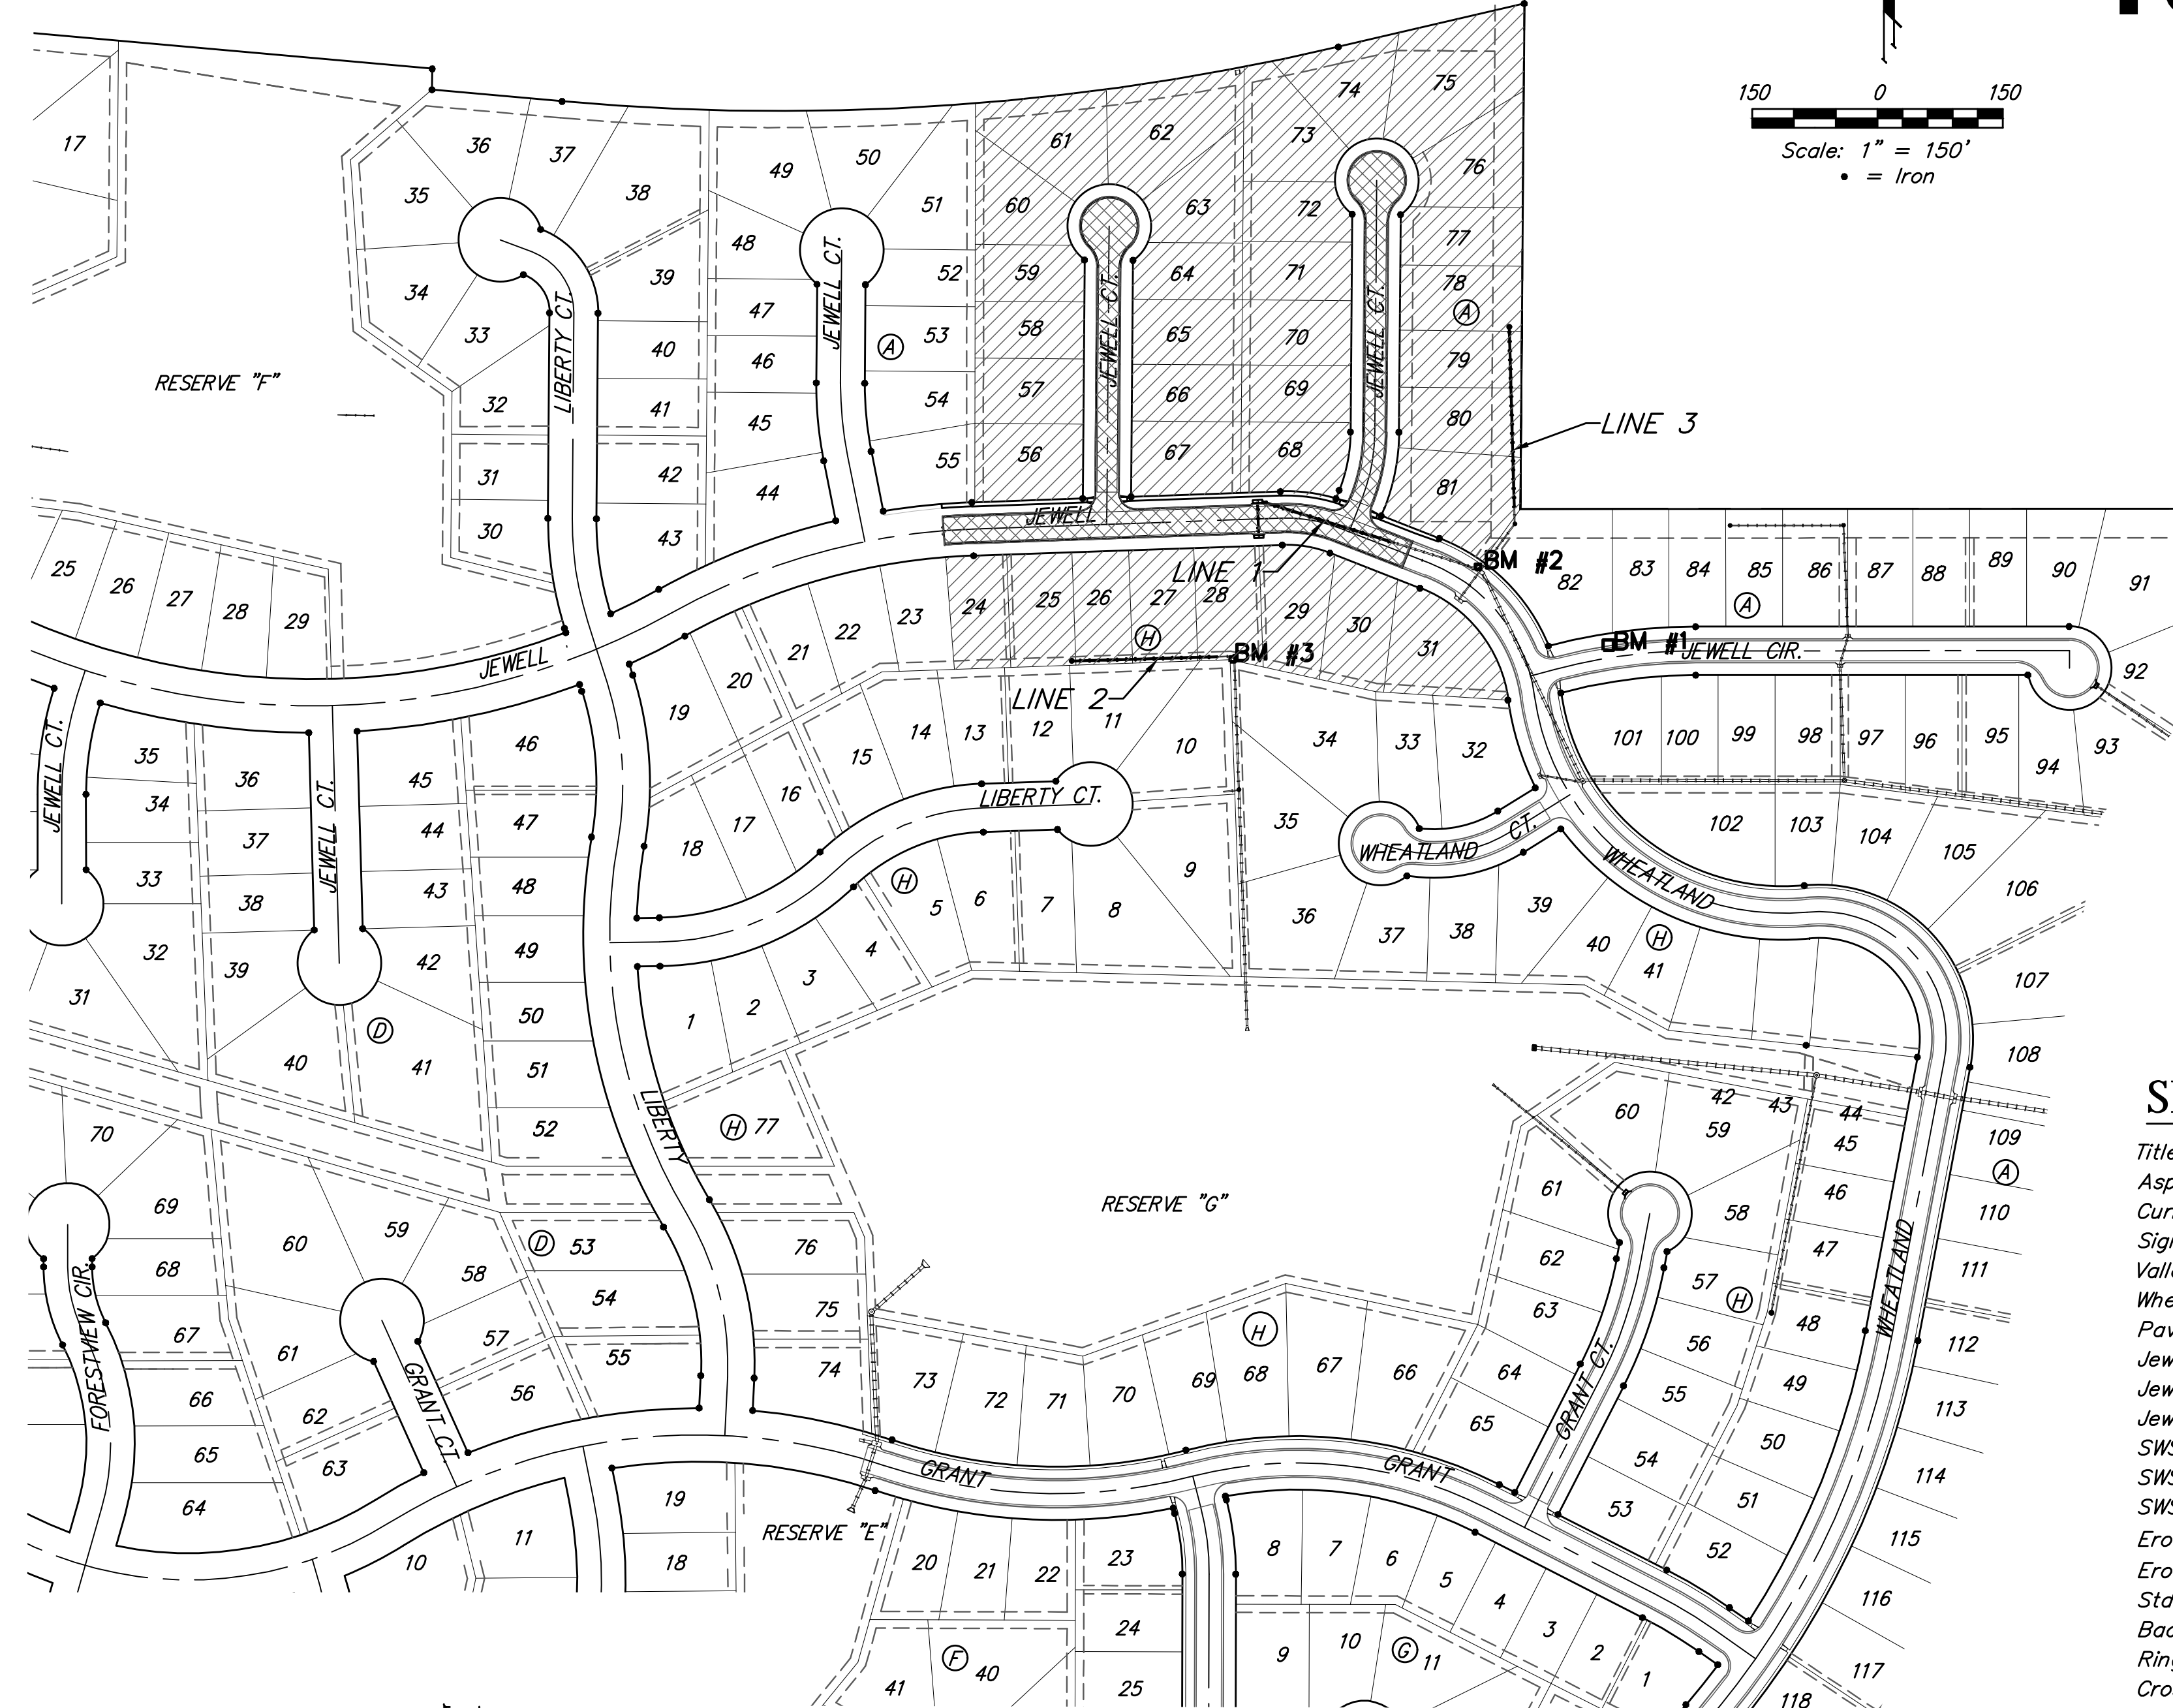 150 0 150
Scale: 1" = 150'
• = Iron
17
36 37 38 35 34 33 32 31 30
39 40 41 42 43
LIBERTY CT.
49 50 51 48 47 46 45 44
52 53 54 55
JEWELL CT.
A
61 62 60 59 58 57 56
63 64 65 66 67
JEWELL CT.
74 75 73 72 71 70 69 68
76 77 78 79 80 81
JEWELL CT.
A
RESERVE "F"
LINE 3
JEWELL
LINE 1
BM #2
25 26 27 28 29
JEWELL
24 25 26 27 28 29 30 31
H
23 22 21 20 19
BM #3
LINE 2
82 83 84 85 86 87 88 89 90 91
A
BM #1
JEWELL CIR.
92 93 94 95 96 97 98 99 100 101
JEWELL CT.
35 34 33 32 31
36 37 38 39 40
JEWELL CT.
46 45 44 43 42 41
47 48 49 50 51 52
D
18 17 16 15 14 13 12 11 10
LIBERTY CT.
9 8 7 6 5 4 3 2 1
H
34 33 32 35 36 37 38 39 40 41
WHEATLAND CT.
H
WHEATLAND
102 103 104 105 106 107 108
LIBERTY
H 77
RESERVE "G"
70 69 68 67 66 65 64
FORESTVIEW CIR.
60 59 58 57 56 61 62 63
GRANT CT.
D 53
54
55
76 75 74
73 72 71 70 69 68 67 66
H
60 59 58 57 56 55 54 53 52
61 62 63 64 65
GRANT CT.
42 43 44 45 46 47 48 49 50 51
H
WHEATLAND
109
A
110 111 112 113 114 115 116 117 118
GRANT
GRANT
10 11 19 18
RESERVE "E"
20 21 22 23 24 25
F
40 41
8 7 6 5 4 3 2 1
9 10 G 11
Title
Asp
Cur
Sig
Vall
Whe
Pav
Jew
Jew
Jew
SWS
SWS
SWS
Ero
Ero
Sta
Bac
Ring
Cro